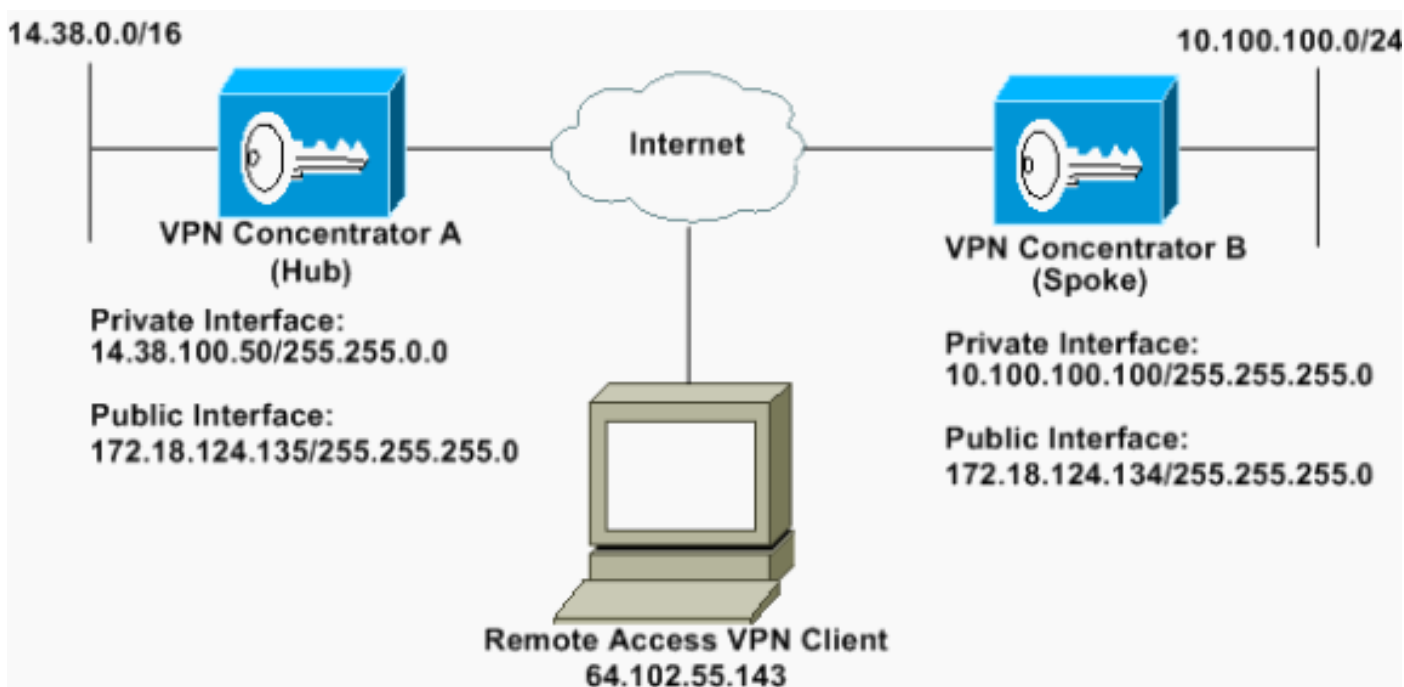 14.38.0.0/16
10.100.100.0/24
Internet
VPN Concentrator A
(Hub)
Private Interface:
14.38.100.50/255.255.0.0
Public Interface:
172.18.124.135/255.255.255.0
VPN Concentrator B
(Spoke)
Private Interface:
10.100.100.100/255.255.255.0
Public Interface:
172.18.124.134/255.255.255.0
Remote Access VPN Client
64.102.55.143